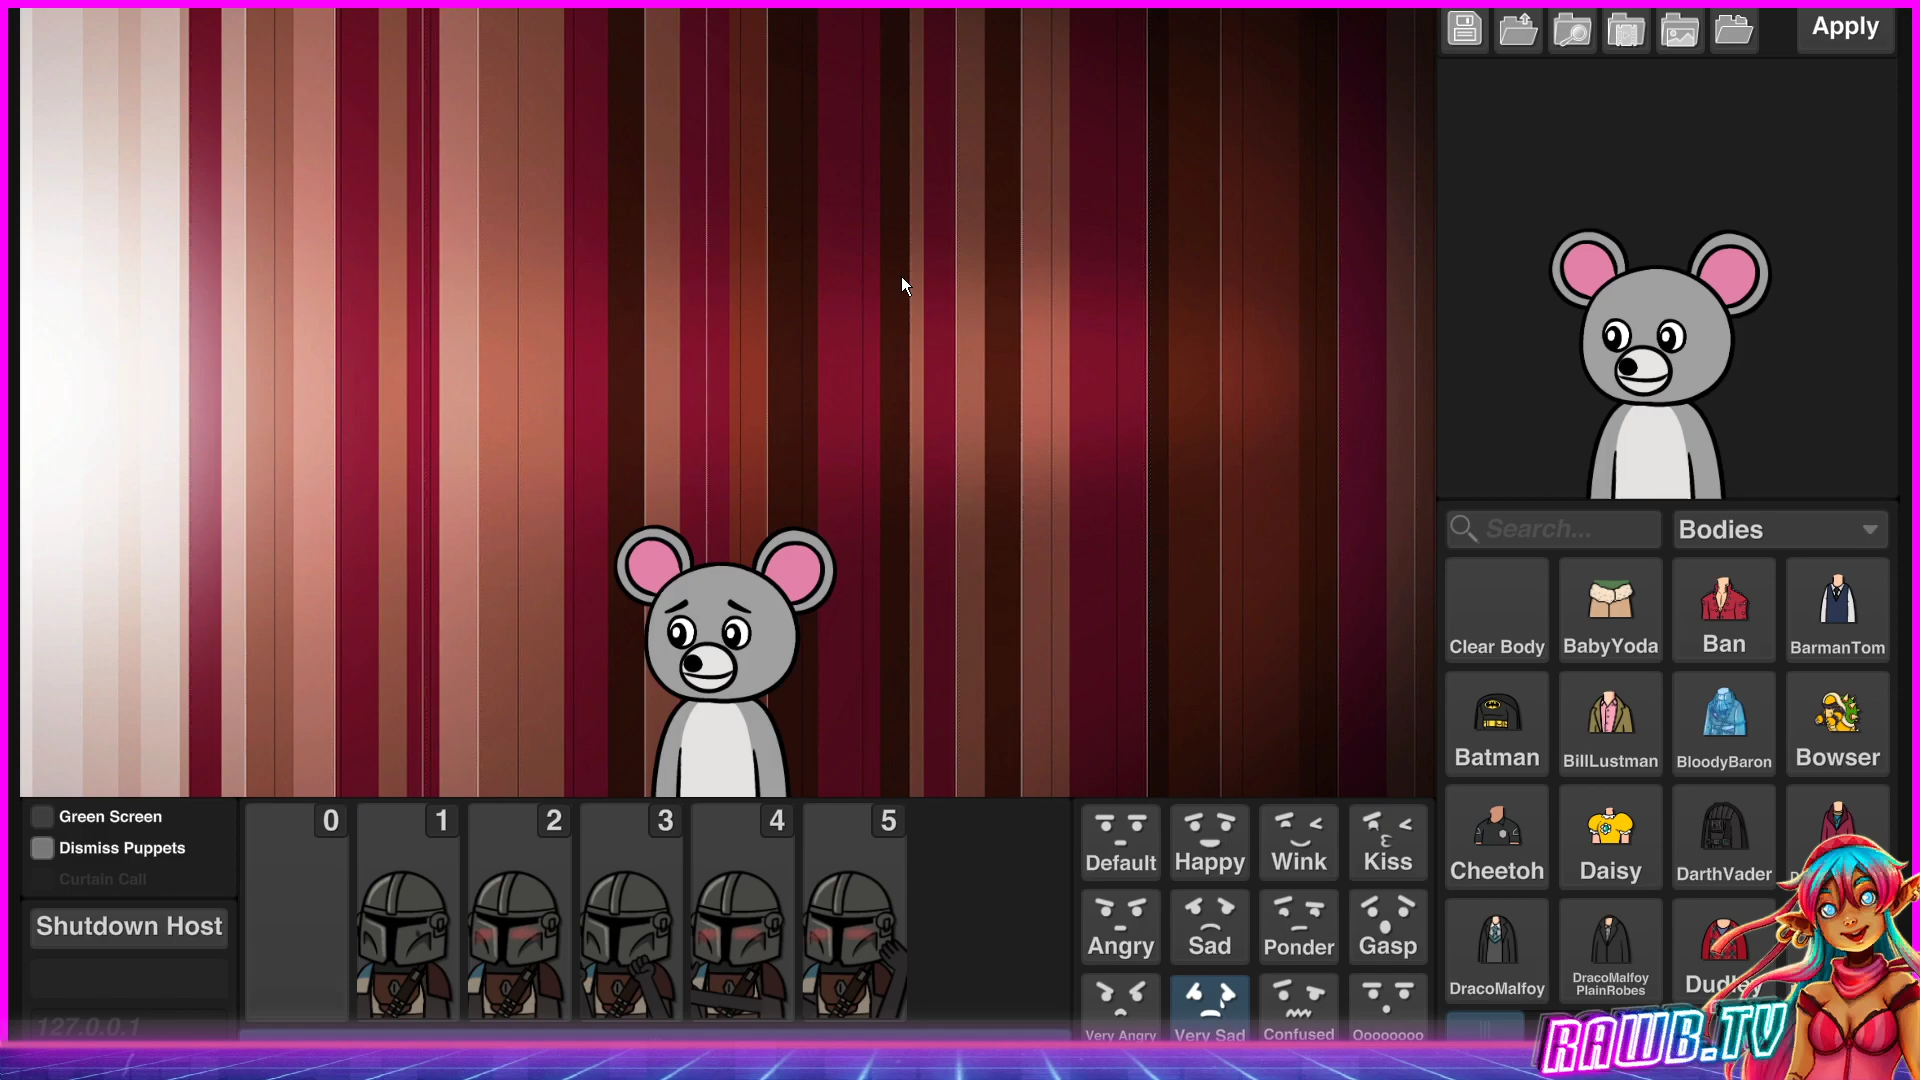 Apply
Search...
Bodies
Clear Body
BabyYoda
Ban
BarmanTom
Batman
BillLustman
BloodyBaron
Bowser
Cheetoh
Daisy
DarthVader
DracoMalfoy
DracoMalfoy
PlainRobes
Green Screen
Dismiss Puppets
Curtain Call
Shutdown Host
127.0.0.1
0
1
2
3
4
5
Default
Happy
Wink
Kiss
Angry
Sad
Ponder
Gasp
Very Angry
Very Sad
Confused
Oooooooo
RAWB.TV